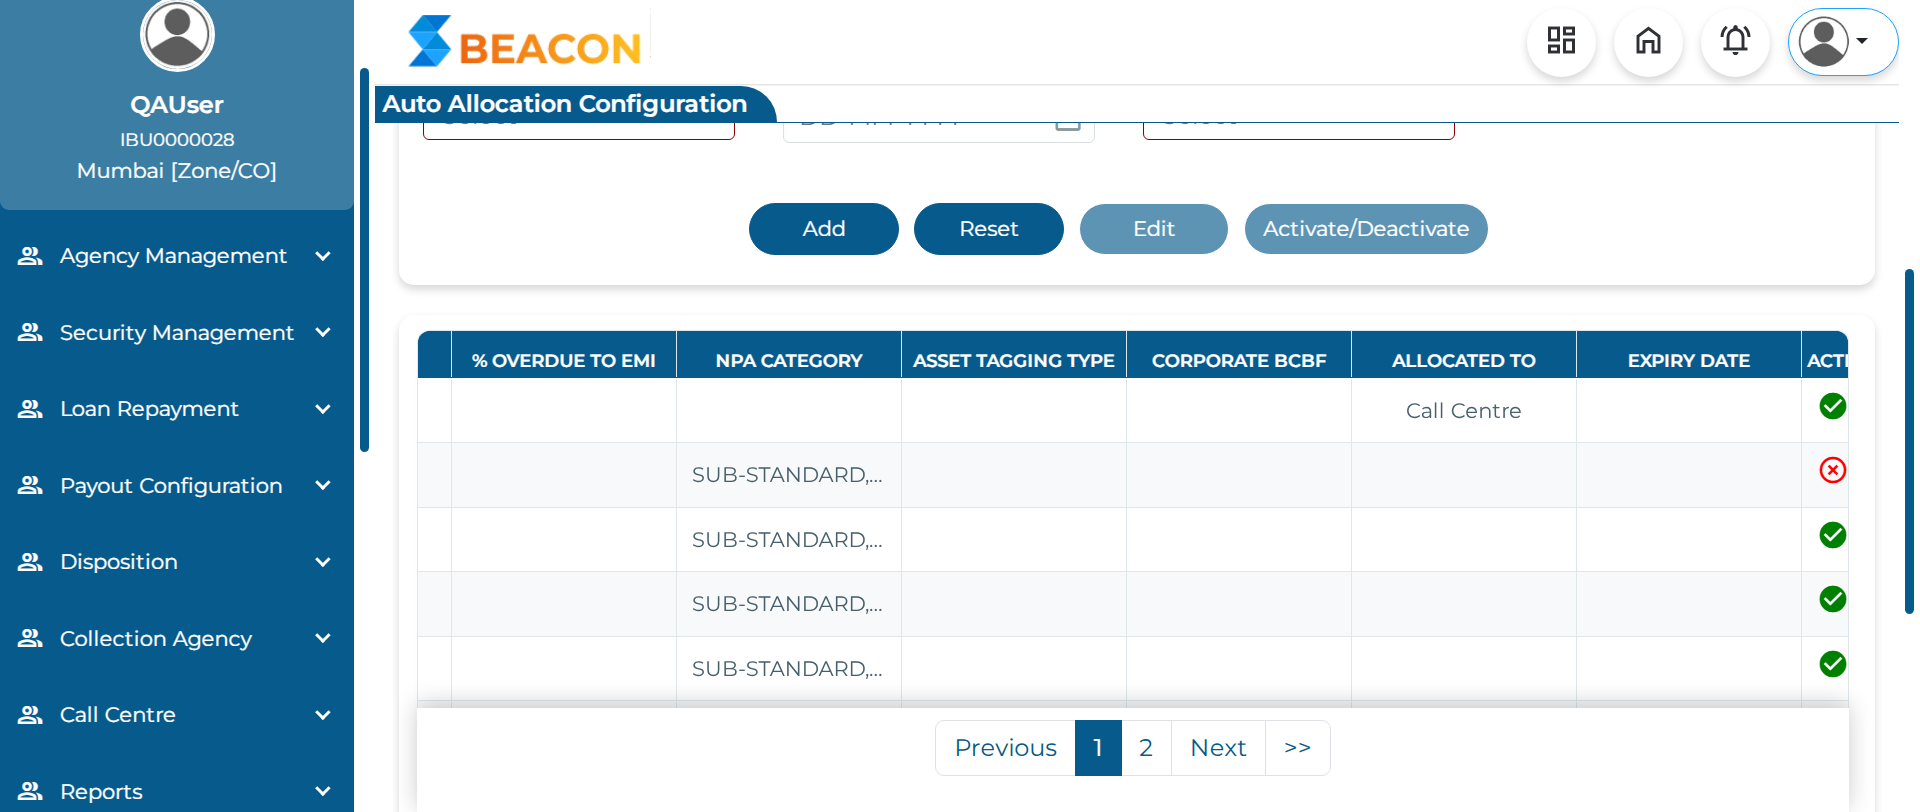 QAUser
IBU0000028
Mumbai [Zone/CO]
Agency Management
Security Management
Loan Repayment
Payout Configuration
Disposition
Collection Agency
Call Centre
Reports
BEACON
Auto Allocation Configuration
Add Reset Edit Activate/Deactivate
% OVERDUE TO EMI NPA CATEGORY ASSET TAGGING TYPE CORPORATE BCBF ALLOCATED TO EXPIRY DATE ACTI
Call Centre
SUB-STANDARD,...
SUB-STANDARD,...
SUB-STANDARD,...
SUB-STANDARD,...
Previous 1 2 Next >>